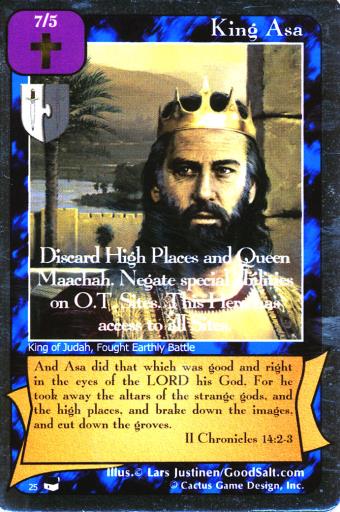 7/5
King Asa
Discard High Places and Queen
Maachah. Negate special abilities
on O.T. Sites. This Hero has
access to all Sites.
King of Judah, Fought Earthly Battle
And Asa did that which was good and right
in the eyes of the LORD his God. For he
took away the altars of the strange gods, and
the high places, and brake down the images,
and cut down the groves.
II Chronicles 14:2-3
Illus.© Lars Justinen/GoodSalt.com
25
© Cactus Game Design, Inc.